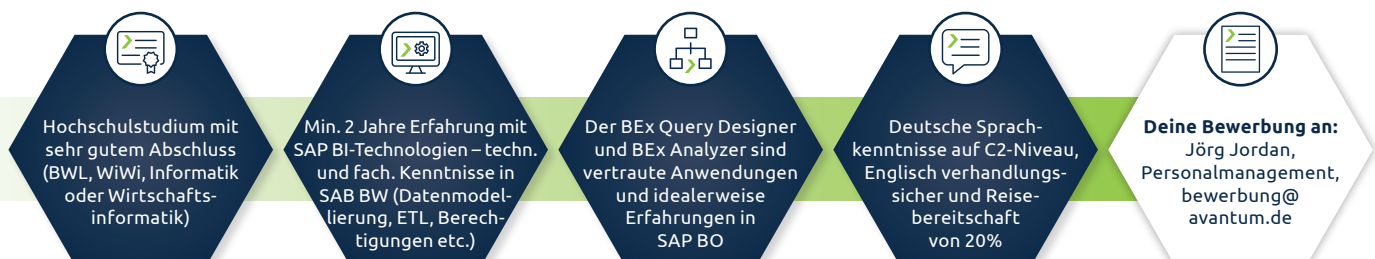 Hochschulstudium mit
sehr gutem Abschluss
(BWL, WiWi, Informatik
oder Wirtschafts-
informatik)
Min. 2 Jahre Erfahrung mit
SAP BI-Technologien – techn.
und fach. Kenntnisse in
SAB BW (Datenmodel-
lierung, ETL, Berech-
tigungen etc.)
Der BEx Query Designer
und BEx Analyzer sind
vertraute Anwendungen
und idealerweise
Erfahrungen in
SAP BO
Deutsche Sprach-
kenntnisse auf C2-Niveau,
Englisch verhandlungs-
sicher und Reise-
bereitschaft
von 20%
Deine Bewerbung an:
Jörg Jordan,
Personalmanagement,
bewerbung@
avantum.de